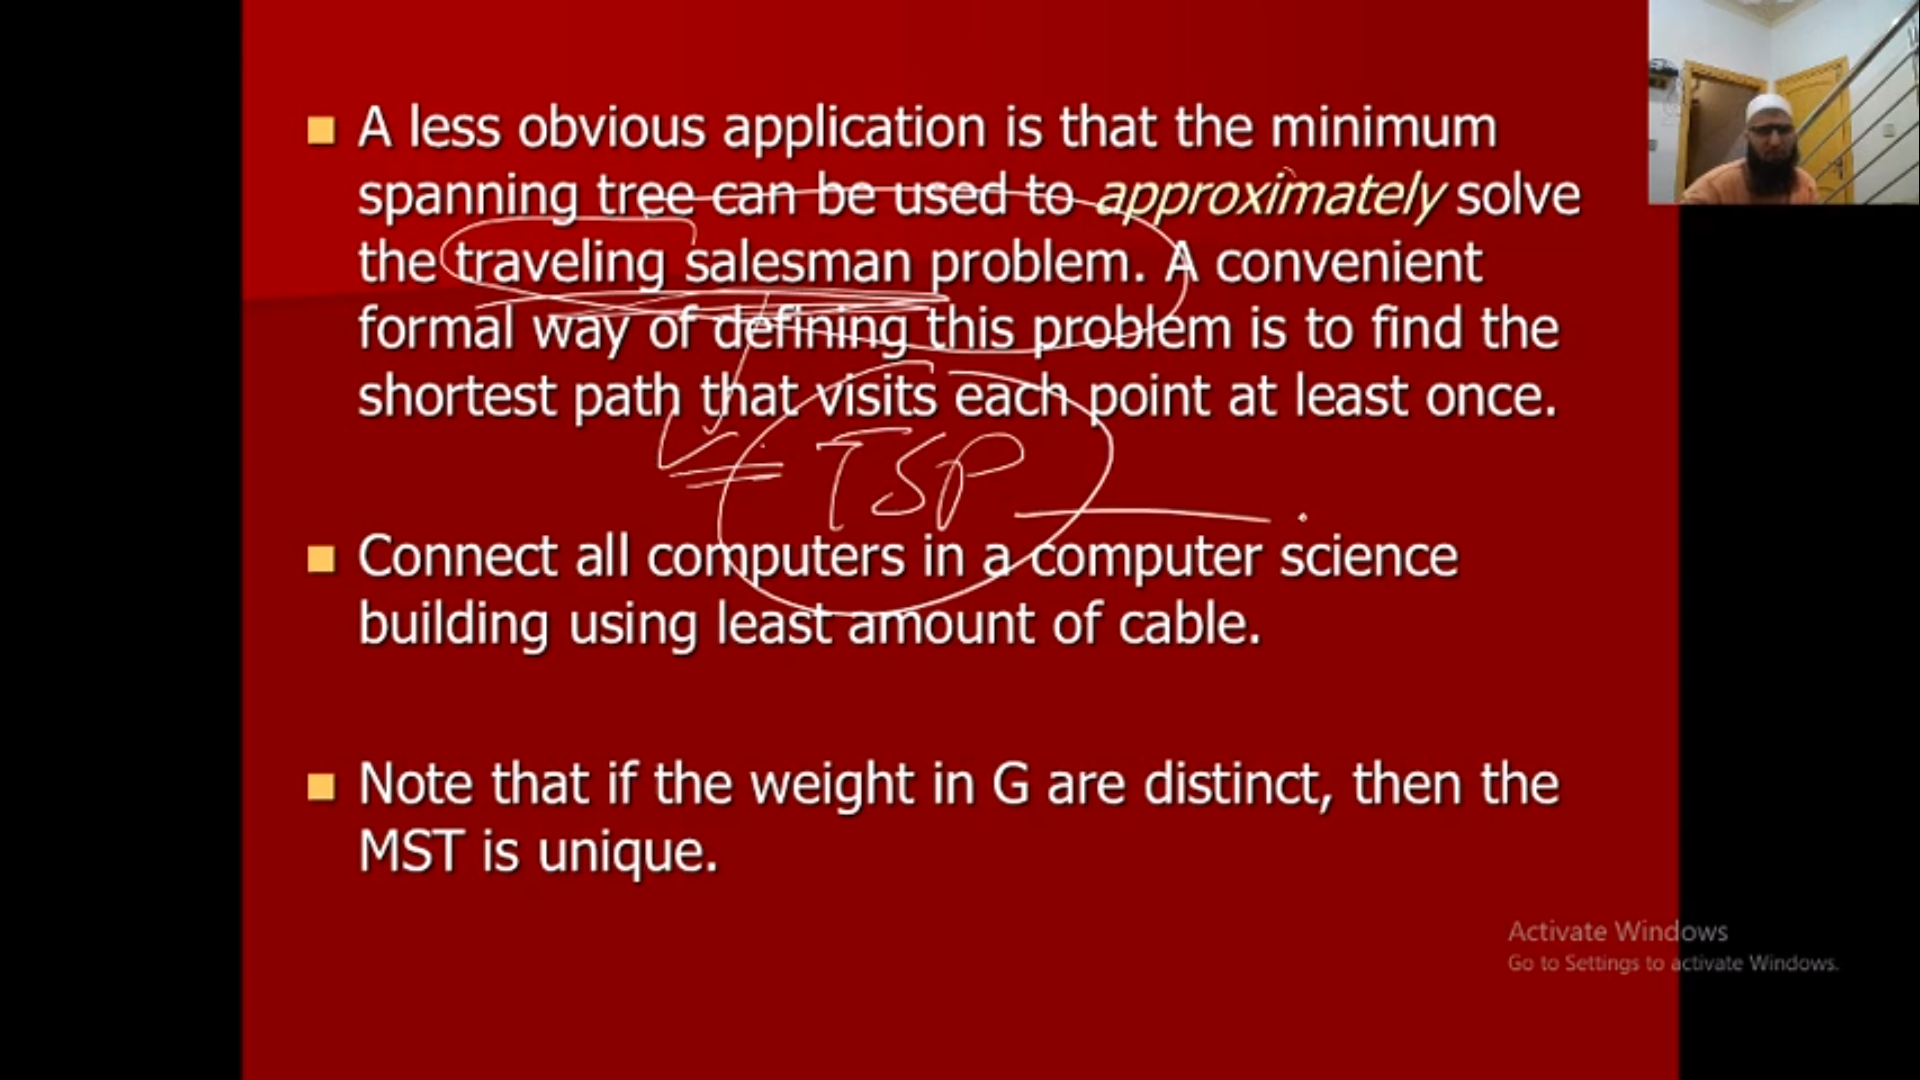 A less obvious application is that the minimum
spanning tree can be used to approximately solve
the traveling salesman problem. A convenient
formal way of defining this problem is to find the
shortest path that visits each point at least once.
TSP
Connect all computers in a computer science
building using least amount of cable.
Note that if the weight in G are distinct, then the
MST is unique.
Activate Windows
Go to Settings to activate Windows.